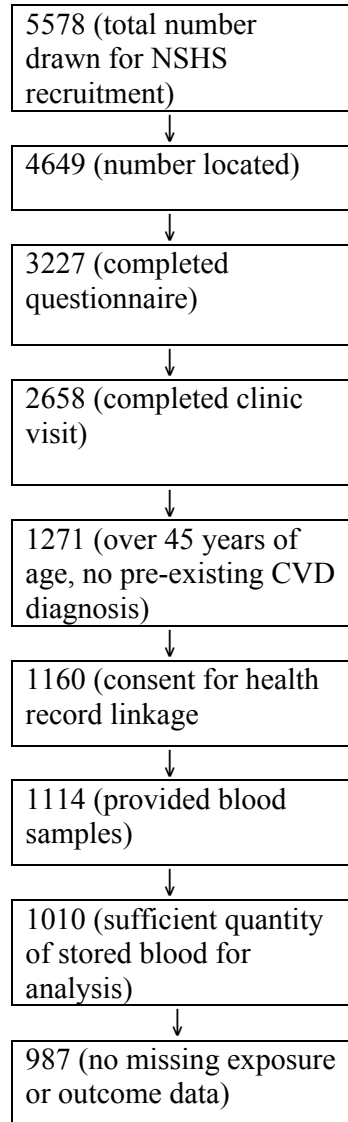 5578 (total number
drawn for NSHS
recruitment)
4649 (number located)
3227 (completed
questionnaire)
2658 (completed clinic
visit)
1271 (over 45 years of
age, no pre-existing CVD
diagnosis)
1160 (consent for health
record linkage
1114 (provided blood
samples)
1010 (sufficient quantity
of stored blood for
analysis)
987 (no missing exposure
or outcome data)